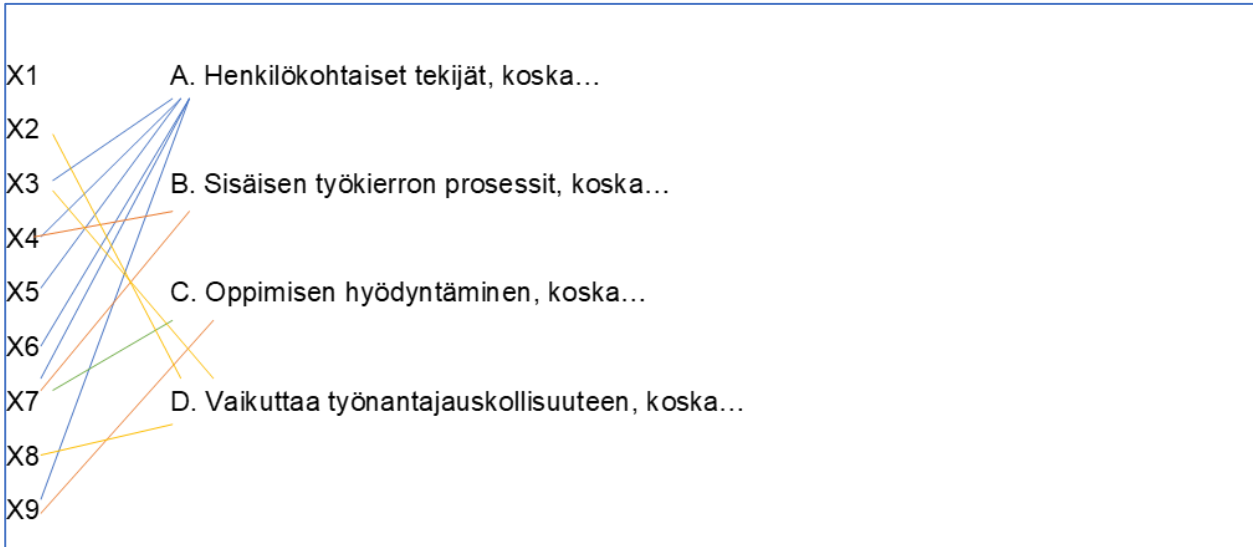 X1 A. Henkilökohtaiset tekijät, koska…
X2
X3 B. Sisäisen työkierron prosessit, koska…
X4
X5 C. Oppimisen hyödyntäminen, koska…
X6
X7 D. Vaikuttaa työnantajauskollisuuteen, koska…
X8
X9